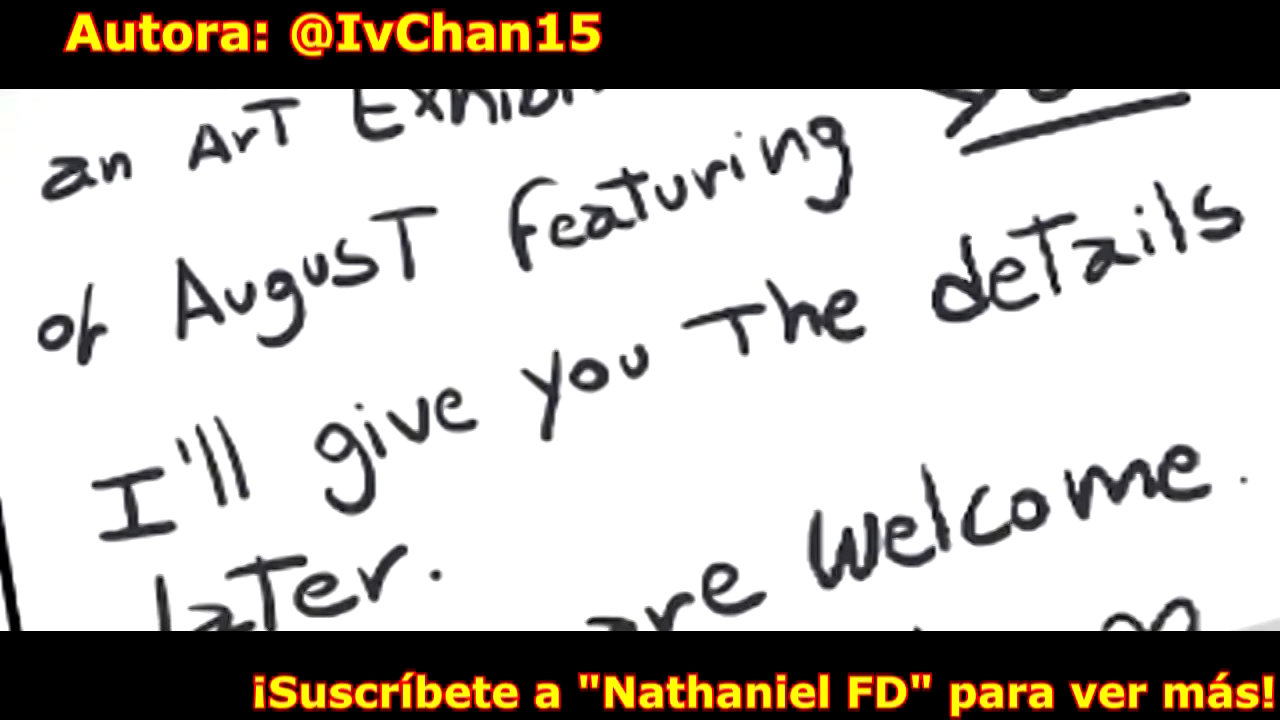 Autora: @IvChan15
an ArT
of AugusT featuring
I'll give you The deTails
laTer. are welcome.
¡Suscríbete a "Nathaniel FD" para ver más!